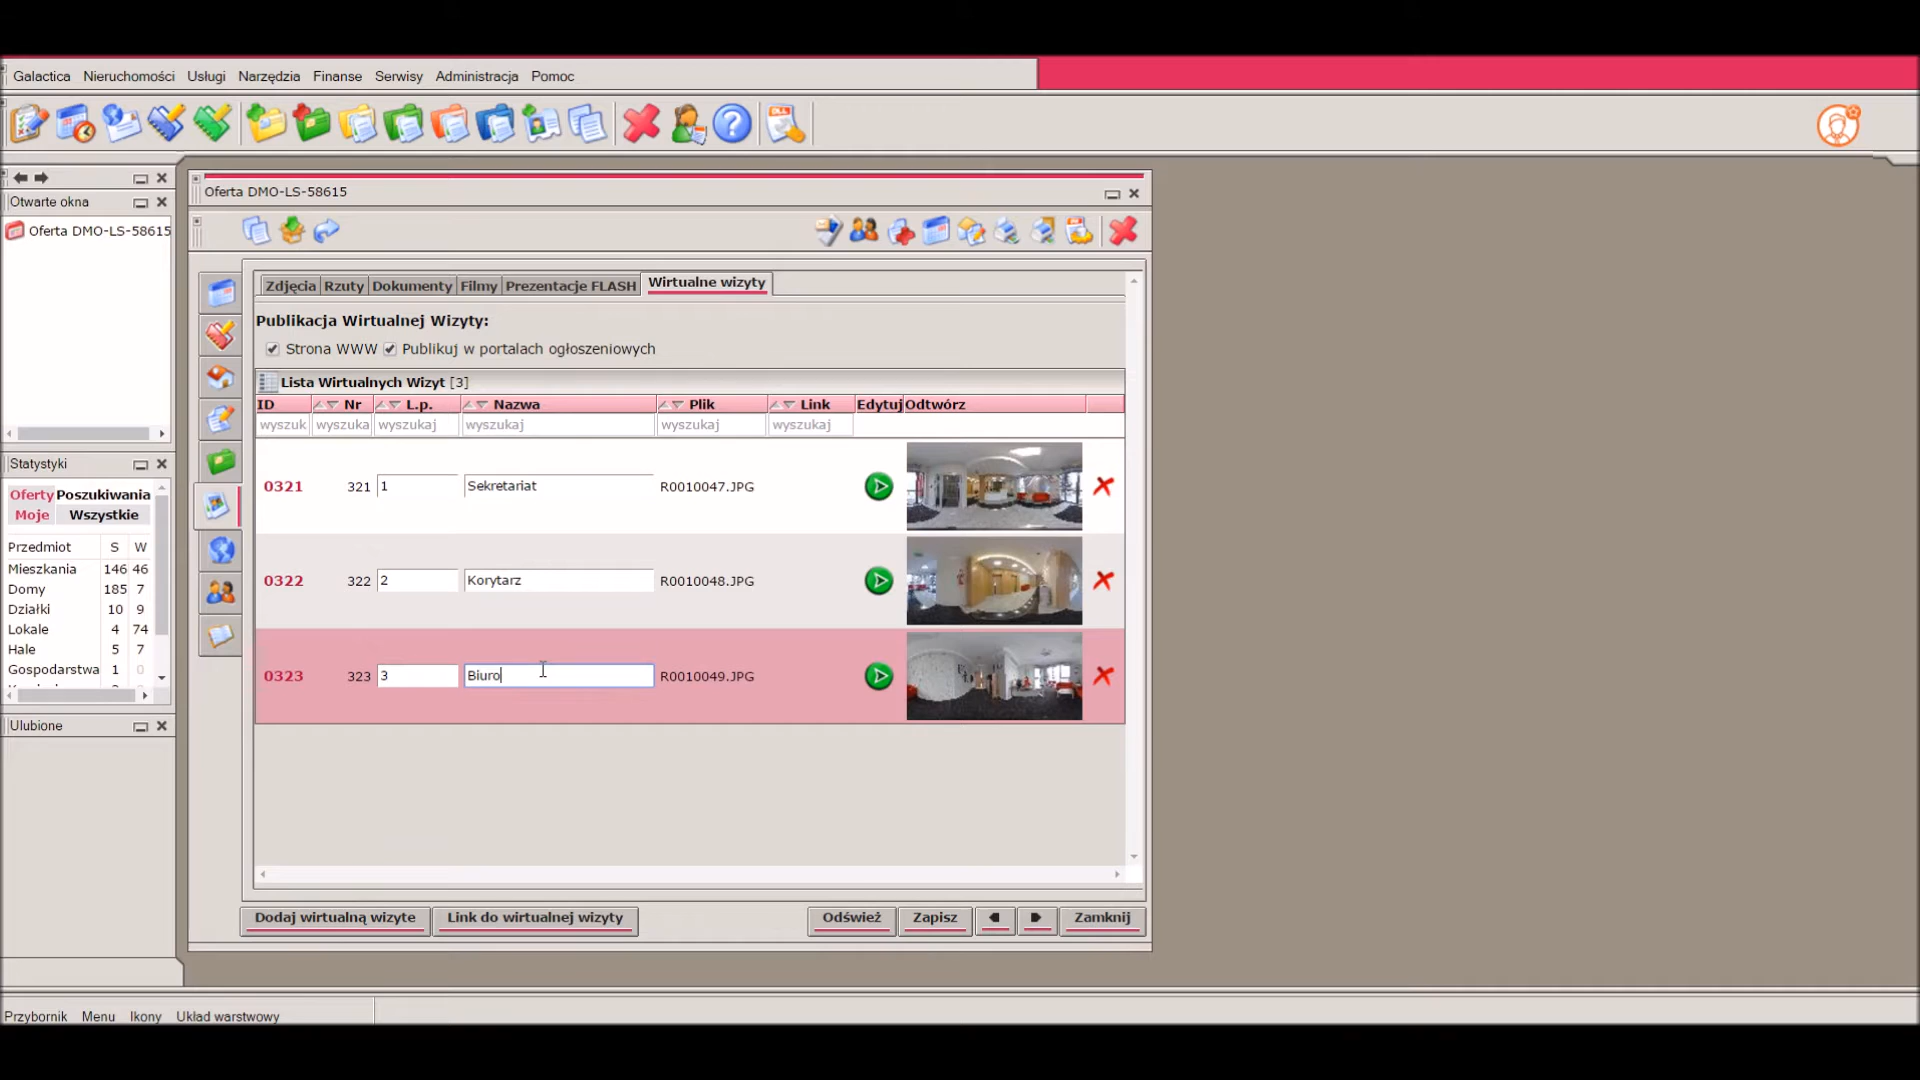 Galactica Nieruchomości Usługi Narzędzia Finanse Serwisy Administracja Pomoc
Otwarte okna
Oferta DMO-LS-58615
Statystyki
Oferty Poszukiwania
Moje Wszystkie
Przedmiot S W
Mieszkania 146 46
Domy 185 7
Działki 10 9
Lokale 4 74
Hale 5 7
Gospodarstwa 1 0
Ulubione
Oferta DMO-LS-58615
Zdjęcia Rzuty Dokumenty Filmy Prezentacje FLASH Wirtualne wizyty
Publikacja Wirtualnej Wizyty:
Strona WWW Publikuj w portalach ogłoszeniowych
Lista Wirtualnych Wizyt [3]
ID Nr L.p. Nazwa Plik Link Edytuj Odtwórz
wyszuk wyszuka wyszukaj wyszukaj wyszukaj wyszukaj
0321 321 1 Sekretariat R0010047.JPG
0322 322 2 Korytarz R0010048.JPG
0323 323 3 Biuro R0010049.JPG
Dodaj wirtualną wizyte Link do wirtualnej wizyty Odśwież Zapisz Zamknij
Przybornik Menu Ikony Układ warstwowy